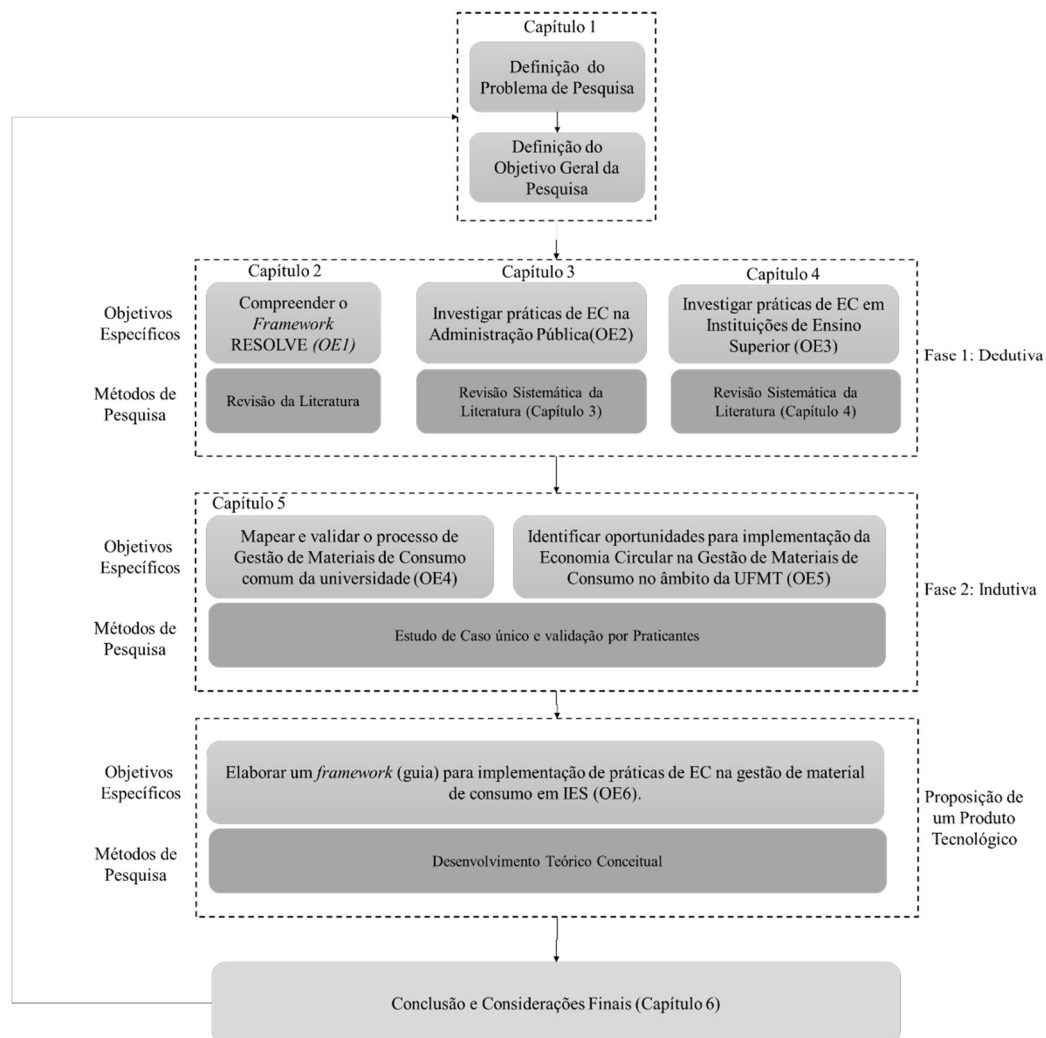 Capítulo 1
Definição do
Problema de Pesquisa
Definição do
Objetivo Geral da
Pesquisa
Capítulo 2
Capítulo 3
Capítulo 4
Objetivos
Específicos
Compreender o
Framework
RESOLVE (OE1)
Investigar práticas de EC na
Administração Pública(OE2)
Investigar práticas de EC em
Instituições de Ensino
Superior (OE3)
Fase 1: Dedutiva
Métodos de
Pesquisa
Revisão da Literatura
Revisão Sistemática da
Literatura (Capítulo 3)
Revisão Sistemática da
Literatura (Capítulo 4)
Capítulo 5
Objetivos
Específicos
Mapear e validar o processo de
Gestão de Materiais de Consumo
comum da universidade (OE4)
Identificar oportunidades para implementação da
Economia Circular na Gestão de Materiais de
Consumo no âmbito da UFMT (OE5)
Fase 2: Indutiva
Métodos de
Pesquisa
Estudo de Caso único e validação por Praticantes
Objetivos
Específicos
Elaborar um framework (guia) para implementação de práticas de EC na gestão de material
de consumo em IES (OE6).
Proposição de
um Produto
Tecnológico
Métodos de
Pesquisa
Desenvolvimento Teórico Conceitual
Conclusão e Considerações Finais (Capítulo 6)